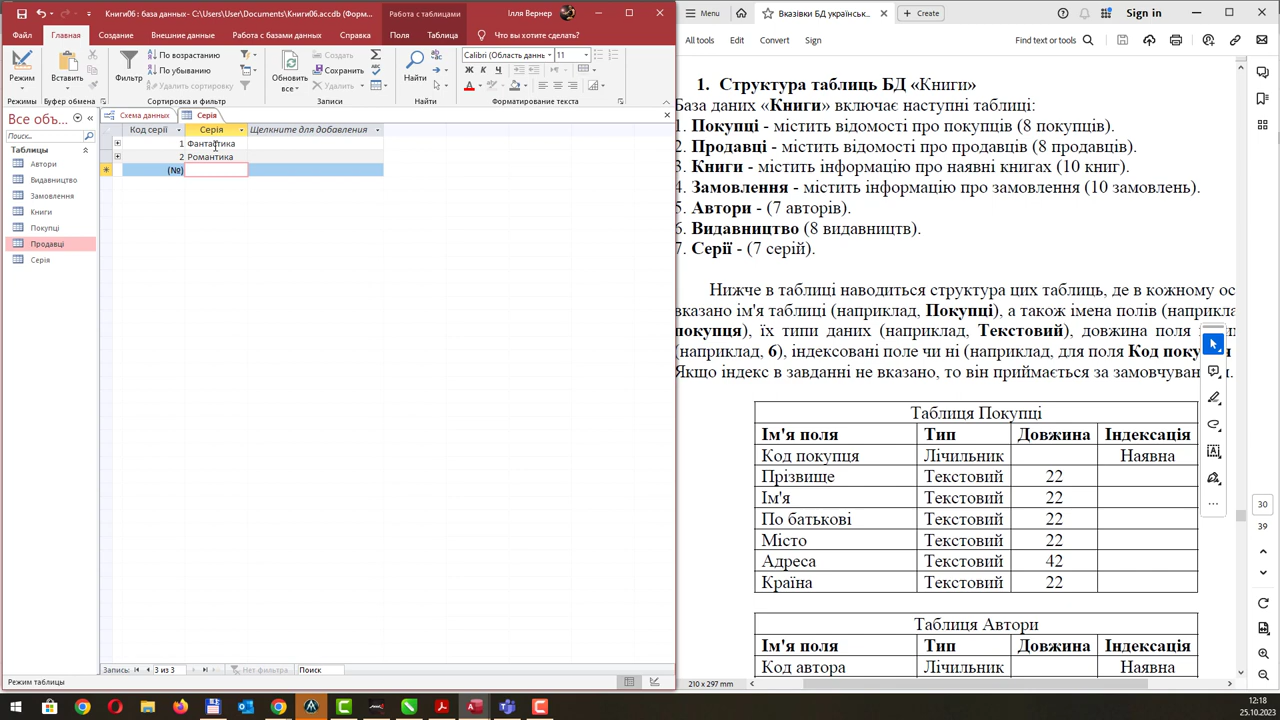 Книги06 : база данных- C:\Users\User\Documents\Книги06.accdb (Форм...
Работа с таблицами
Ілля Вернер
Файл
Главная
Создание
Внешние данные
Работа с базами данных
Справка
Поля
Таблица
Что вы хотите сделать?
Режим
Режимы
Вставить
Буфер обмена
Фильтр
По возрастанию
По убыванию
Удалить сортировку
Сортировка и фильтр
Обновить все
Создать
Сохранить
Удалить
Записи
Найти
Найти
Calibri (Область данн
11
Ж К Ч
Форматирование текста
Все об...
Поиск...
Таблицы
Автори
Видавництво
Замовлення
Книги
Покупці
Продавці
Серія
Схема данных
Серія
Код серії
Серія
Щелкните для добавления
1 Фантастика
2 Романтика
(№)
Запись:
3 из 3
Нет фильтра
Поиск
Режим таблицы
Menu
Вказівки БД українськ...
Create
Sign in
All tools
Edit
Convert
Sign
Find text or tools
1. Структура таблиць БД «Книги»
База даних «Книги» включає наступні таблиці:
1. Покупці - містить відомості про покупців (8 покупців).
2. Продавці - містить відомості про продавців (8 продавців).
3. Книги - містить інформацію про наявні книгах (10 книг).
4. Замовлення - містить інформацію про замовлення (10 замовлень).
5. Автори - (7 авторів).
6. Видавництво (8 видавництв).
7. Серії - (7 серій).
Нижче в таблиці наводиться структура цих таблиць, де в кожному ос
вказано ім'я таблиці (наприклад, Покупці), а також імена полів (наприкла
покупця), їх типи даних (наприклад, Текстовий), довжина поля
(наприклад, 6), індексовані поле чи ні (наприклад, для поля Код поку
Якщо індекс в завданні не вказано, то він приймається за замовчуван
Таблиця Покупці
Ім'я поля Тип Довжина Індексація
Код покупця Лічильник Наявна
Прізвище Текстовий 22
Ім'я Текстовий 22
По батькові Текстовий 22
Місто Текстовий 22
Адреса Текстовий 42
Країна Текстовий 22
Таблиця Автори
Ім'я поля Тип Довжина Індексація
Код автора Лічильник Наявна
30
39
210 x 297 mm
12:18
25.10.2023